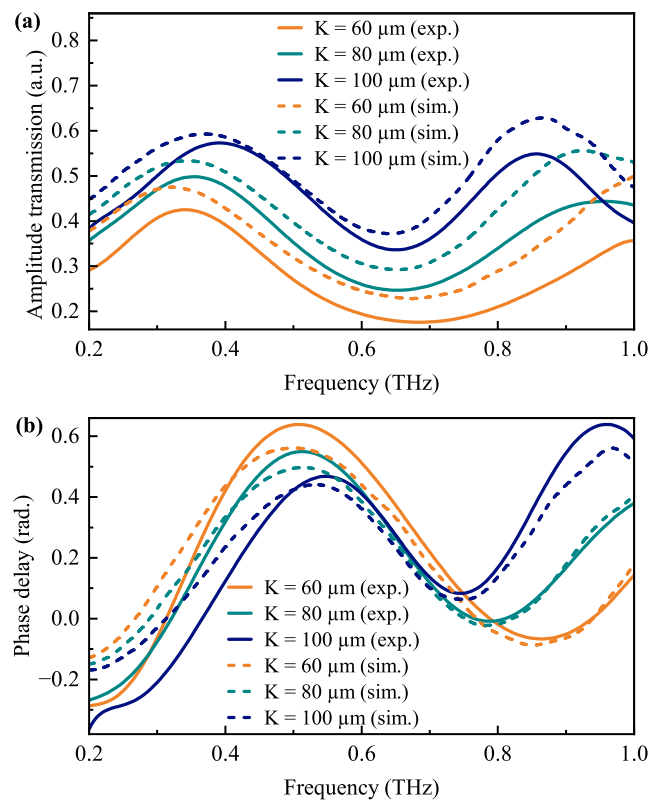 (a)
K = 60 µm (exp.)
K = 80 µm (exp.)
K = 100 µm (exp.)
K = 60 µm (sim.)
K = 80 µm (sim.)
K = 100 µm (sim.)
Amplitude transmission (a.u.)
0.8
0.7
0.6
0.5
0.4
0.3
0.2
0.2 0.4 0.6 0.8 1.0
Frequency (THz)
(b)
Phase delay (rad.)
0.6
0.4
0.2
0.0
−0.2
K = 60 µm (exp.)
K = 80 µm (exp.)
K = 100 µm (exp.)
K = 60 µm (sim.)
K = 80 µm (sim.)
K = 100 µm (sim.)
0.2 0.4 0.6 0.8 1.0
Frequency (THz)